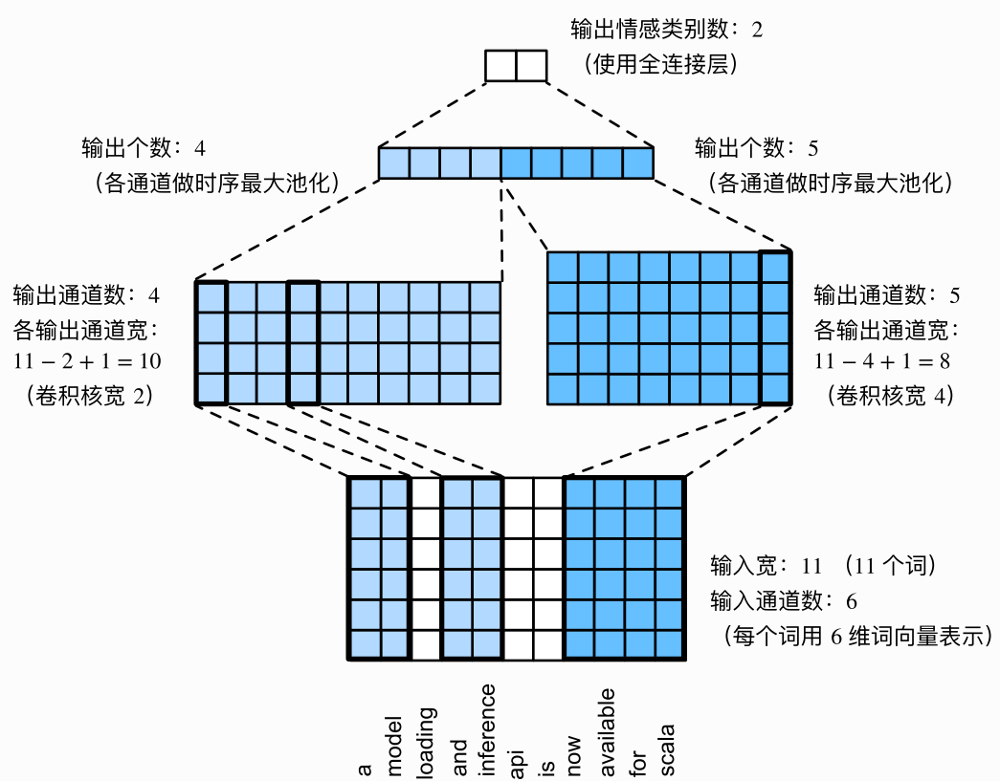 输出情感类别数：2
（使用全连接层）
输出个数：4
（各通道做时序最大池化）
输出个数：5
（各通道做时序最大池化）
输出通道数：4
各输出通道宽：
11 − 2 + 1 = 10
（卷积核宽 2）
输出通道数：5
各输出通道宽：
11 − 4 + 1 = 8
（卷积核宽 4）
输入宽：11 （11 个词）
输入通道数：6
（每个词用 6 维词向量表示）
a
model
loading
and
inference
api
is
now
available
for
scala